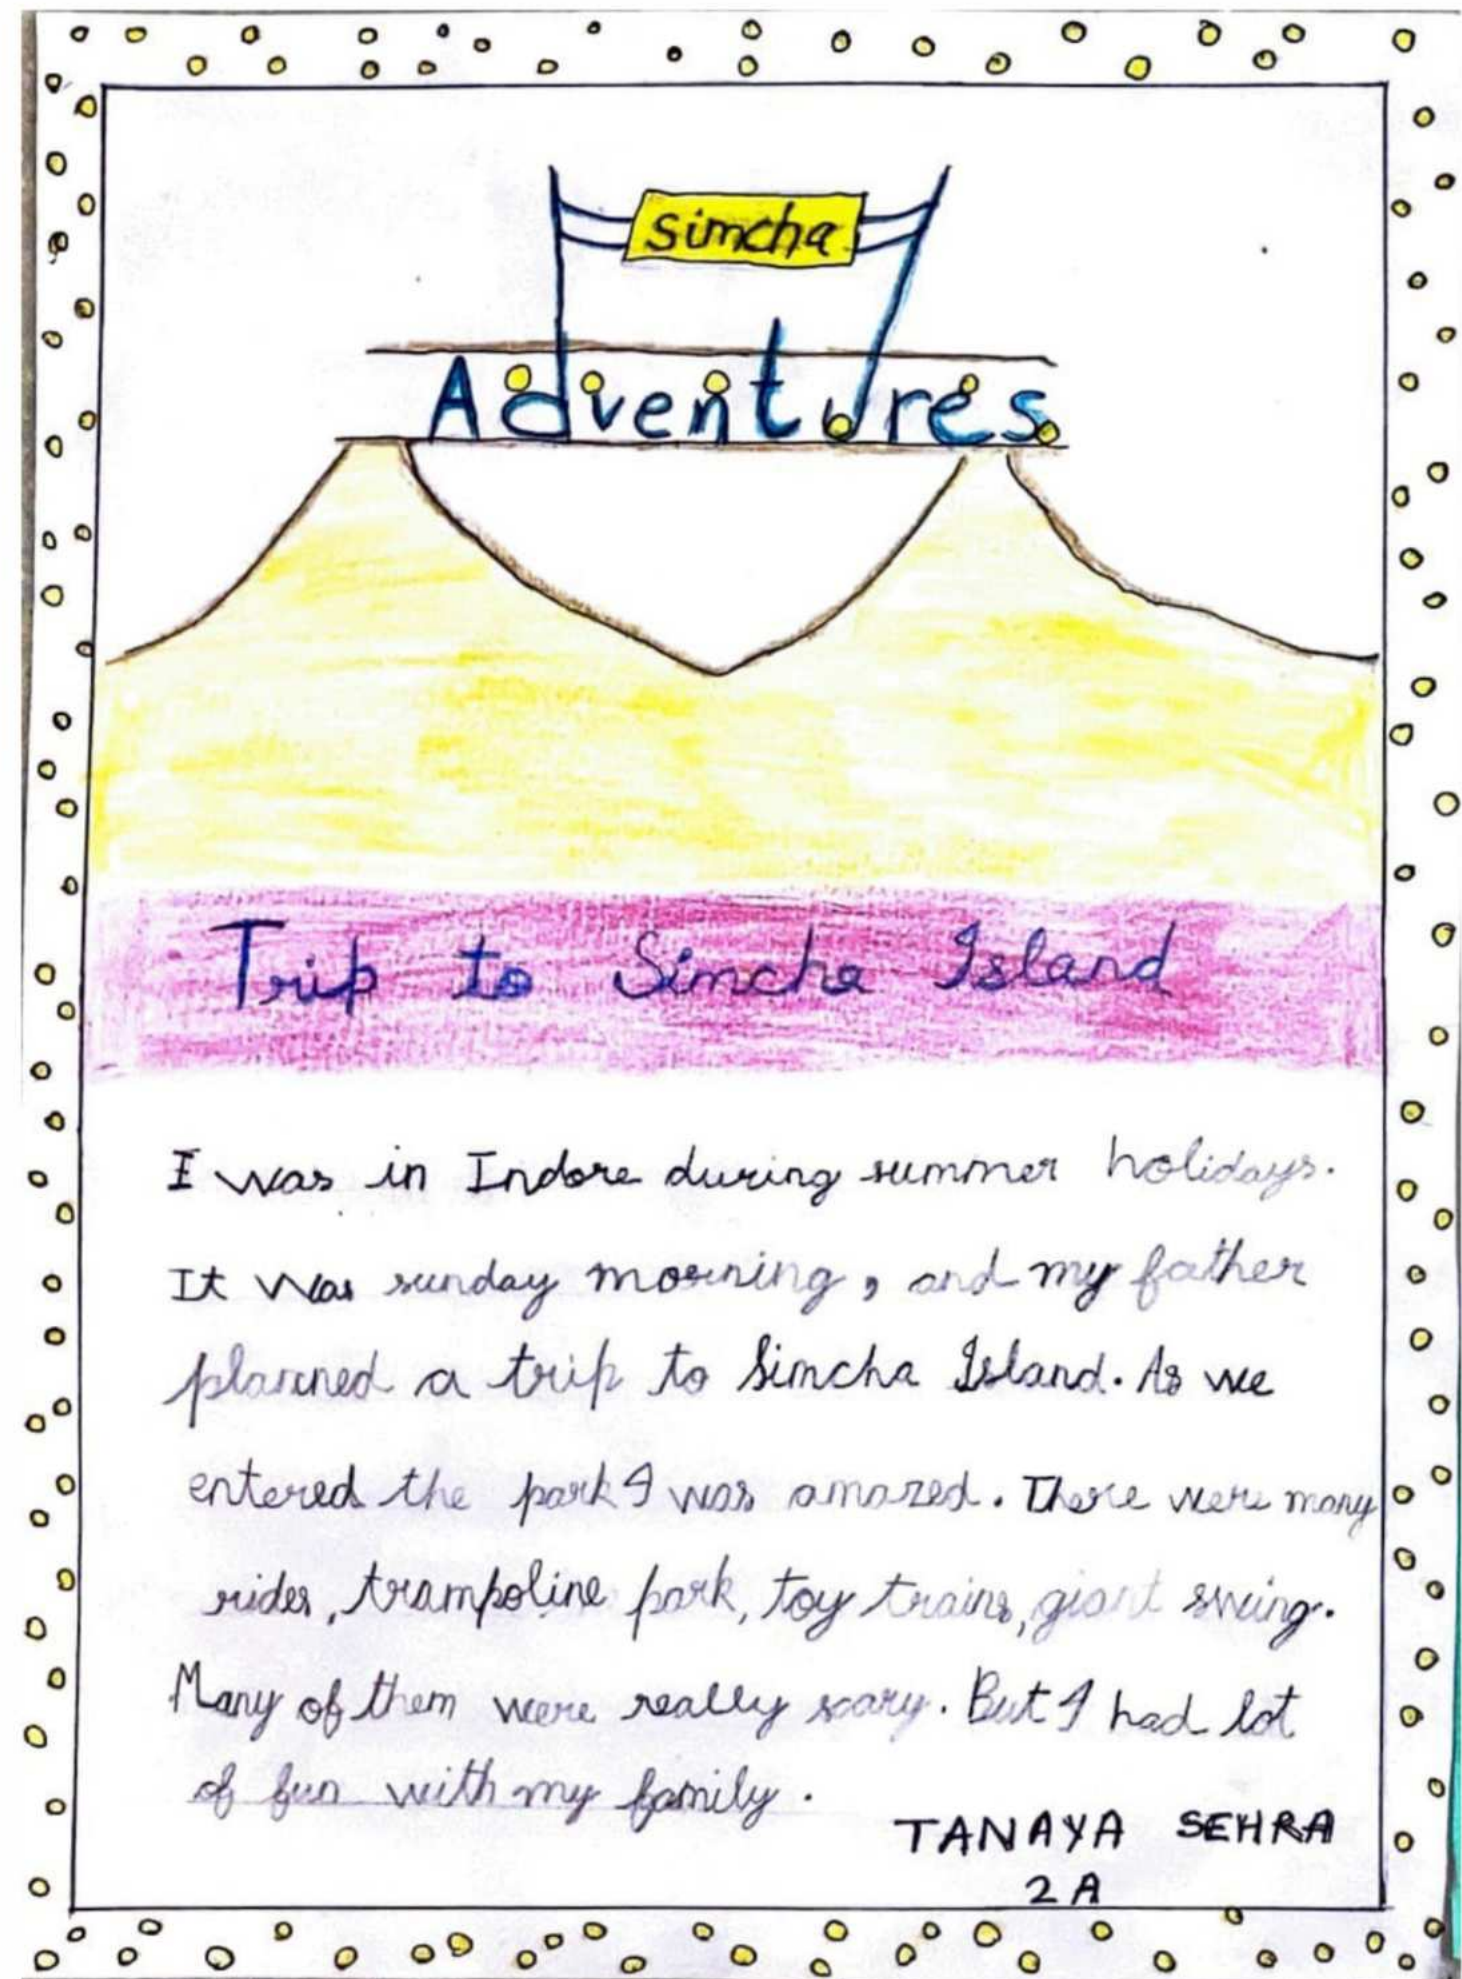 simcha
Adventures
Trip to Simcha Island
I was in Indore during summer holidays.
It was sunday morning, and my father
planned a trip to Simcha Island. As we
entered the park I was amazed. There were many
rides, trampoline park, toy trains, giant swing.
Many of them were really scary. But I had lot
of fun with my family.
TANAYA SEHRA
2A